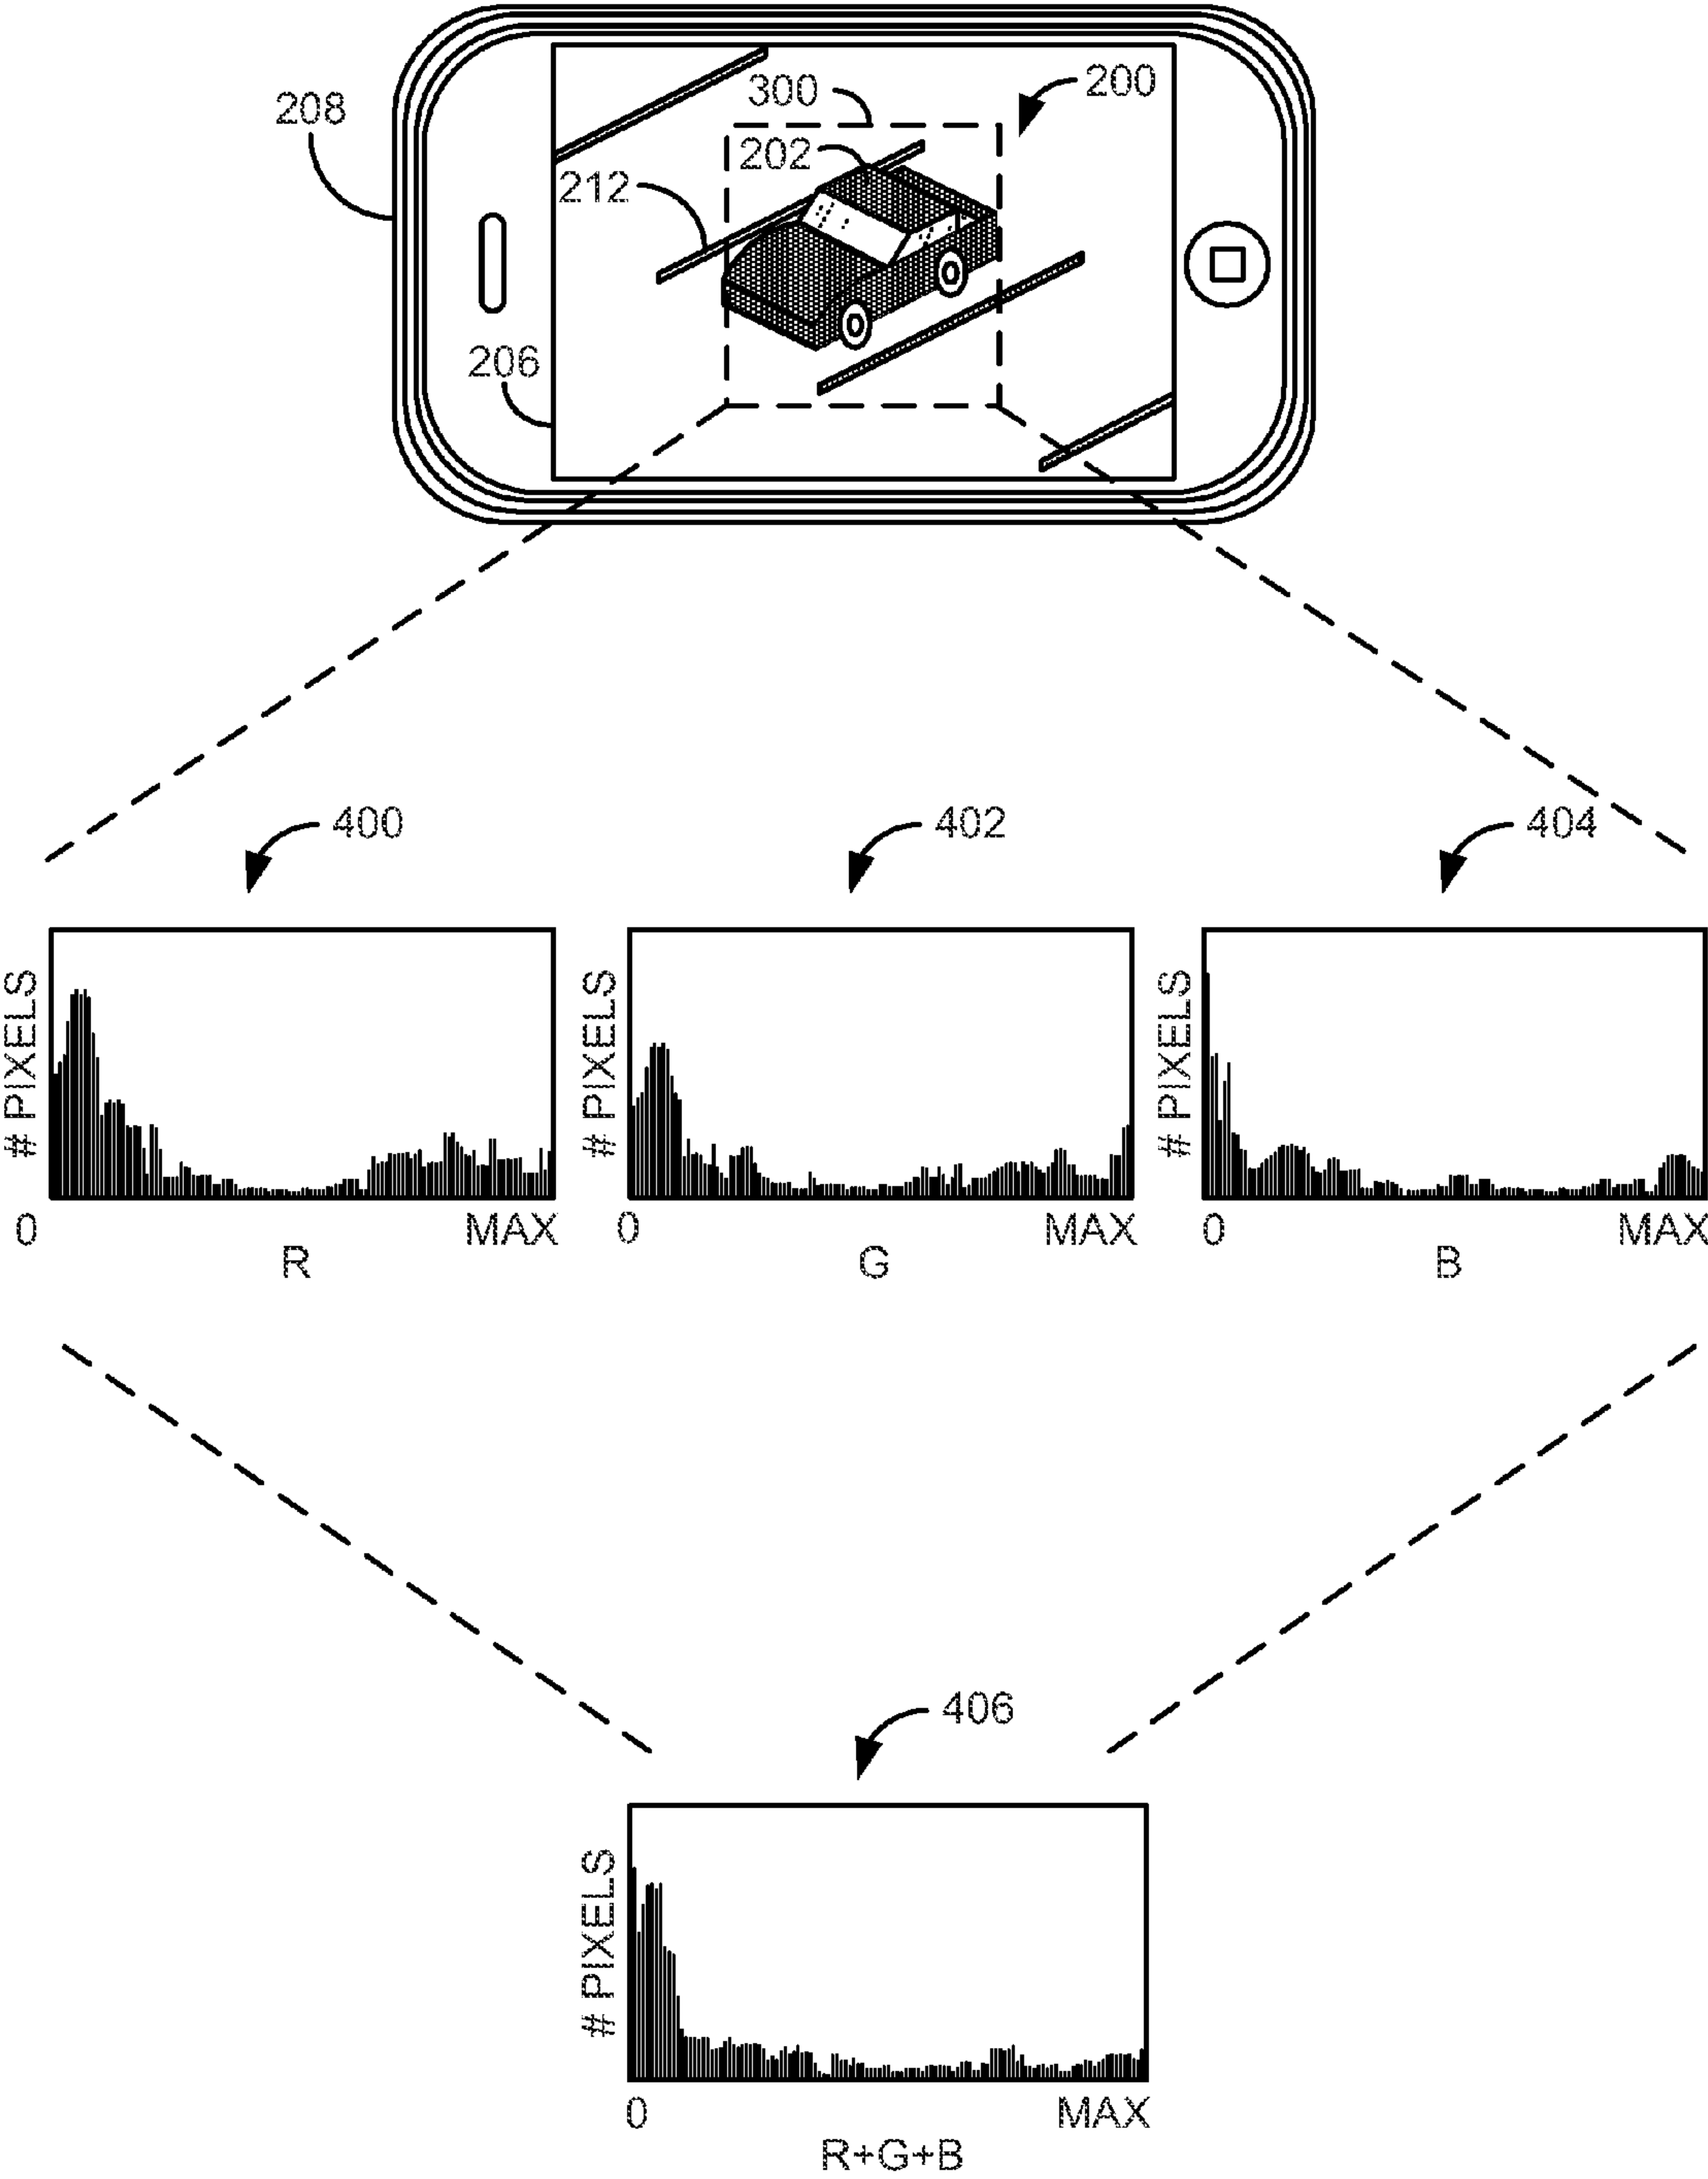 208
300
200
202
212
206
400
402
404
# PIXELS
# PIXELS
# PIXELS
0
MAX
0
MAX
0
MAX
R
G
B
406
# PIXELS
0
MAX
R+G+B